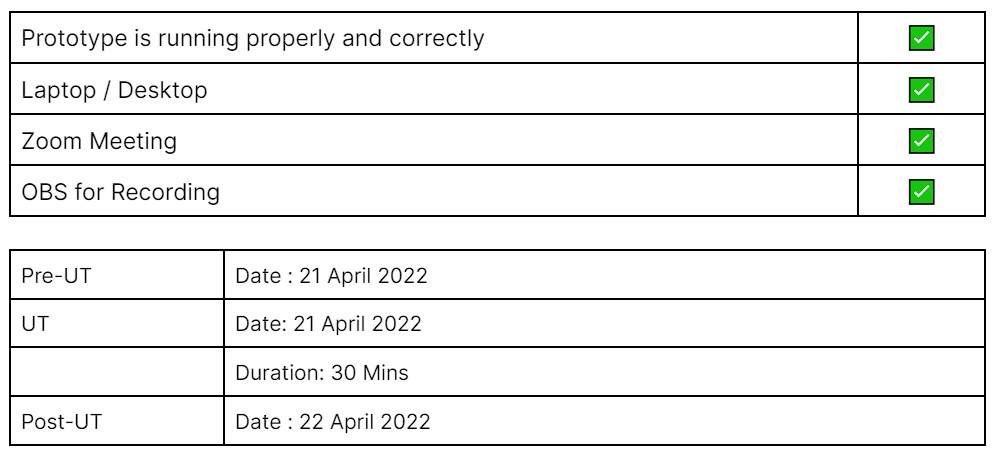 Prototype is running properly and correctly ✅
Laptop / Desktop ✅
Zoom Meeting ✅
OBS for Recording ✅
Pre-UT Date : 21 April 2022
UT Date: 21 April 2022
Duration: 30 Mins
Post-UT Date : 22 April 2022